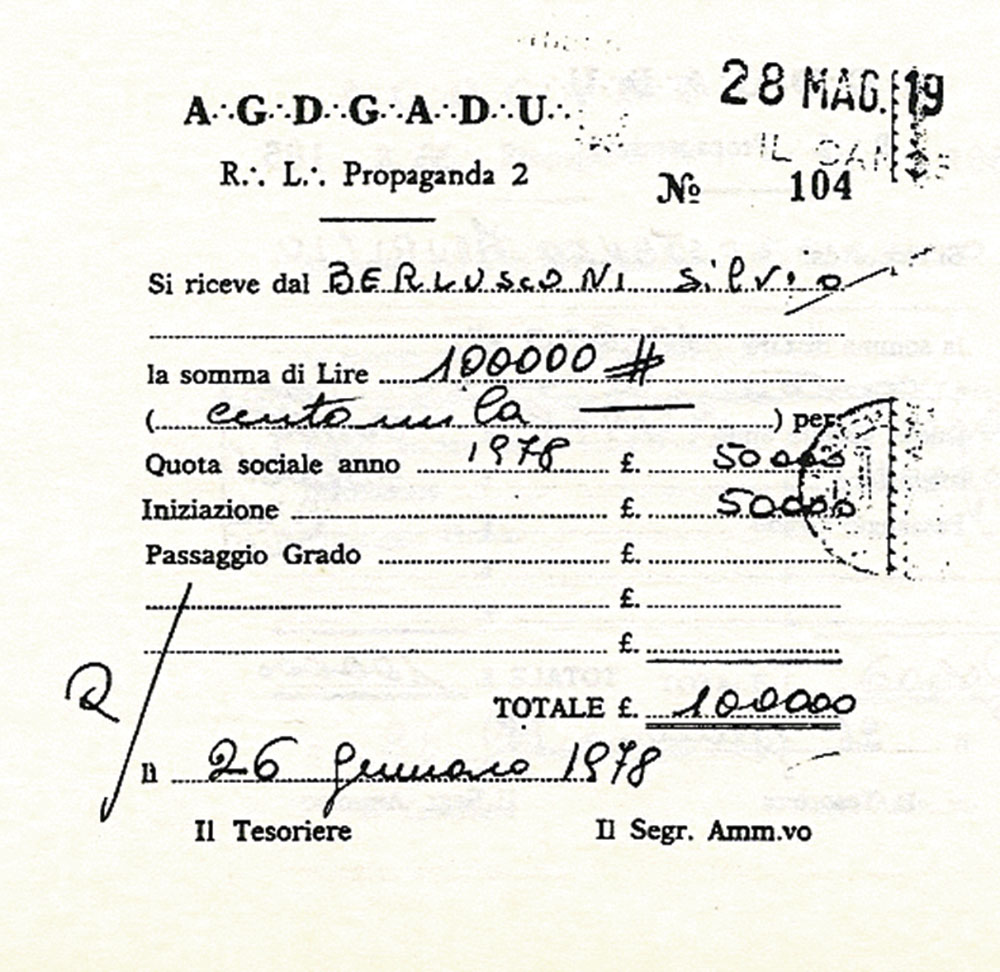 28 MAG. 19
A∴G∴D∴G∴A∴D∴U∴
R∴ L∴ Propaganda 2
№ 104
Si riceve dal BERLUSCONI Silvio
la somma di Lire 100000 #
( cento mila ) per:
Quota sociale anno 1978 £. 50000
Iniziazione £. 50000
Passaggio Grado £.
£.
£.
TOTALE £. 100000
lì 26 Gennaio 1978
Il Tesoriere Il Segr. Amm.vo